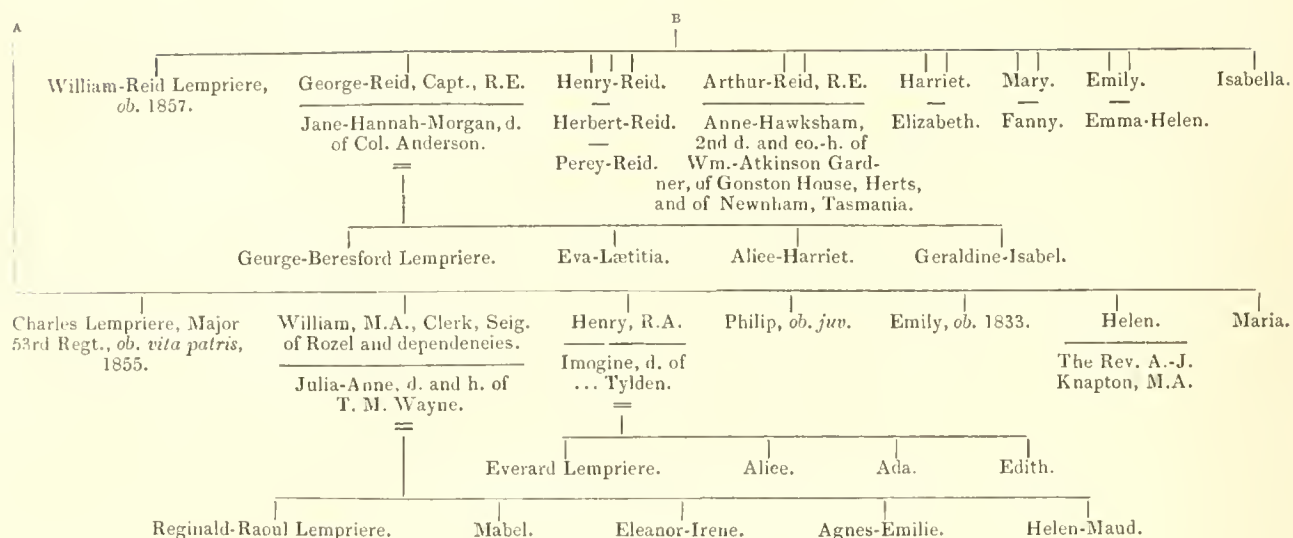 A
B
William-Reid Lempriere,
ob. 1857.
George-Reid, Capt., R.E.
Jane-Hannah-Morgan, d.
of Col. Anderson.
=
Henry-Reid.
—
Herbert-Reid.
—
Percy-Reid.
Arthur-Reid, R.E.
Anne-Hawksham,
2nd d. and co.-h. of
Wm.-Atkinson Gard-
ner, of Gonston House, Herts,
and of Newnham, Tasmania.
Harriet.
—
Elizabeth.
Mary.
—
Fanny.
Emily.
—
Emma-Helen.
Isabella.
George-Beresford Lempriere.
Eva-Lætitia.
Alice-Harriet.
Geraldine-Isabel.
Charles Lempriere, Major
53rd Regt., ob. vita patris,
1855.
William, M.A., Clerk, Seig.
of Rozel and dependencies.
Julia-Anne, d. and h. of
T. M. Wayne.
=
Henry, R.A.
Imogine, d. of
... Tylden.
=
Philip, ob. juv.
Emily, ob. 1833.
Helen.
The Rev. A.-J.
Knapton, M.A.
Maria.
Everard Lempriere.
Alice.
Ada.
Edith.
Reginald-Raoul Lempriere.
Mabel.
Eleanor-Irene.
Agnes-Emilie.
Helen-Maud.